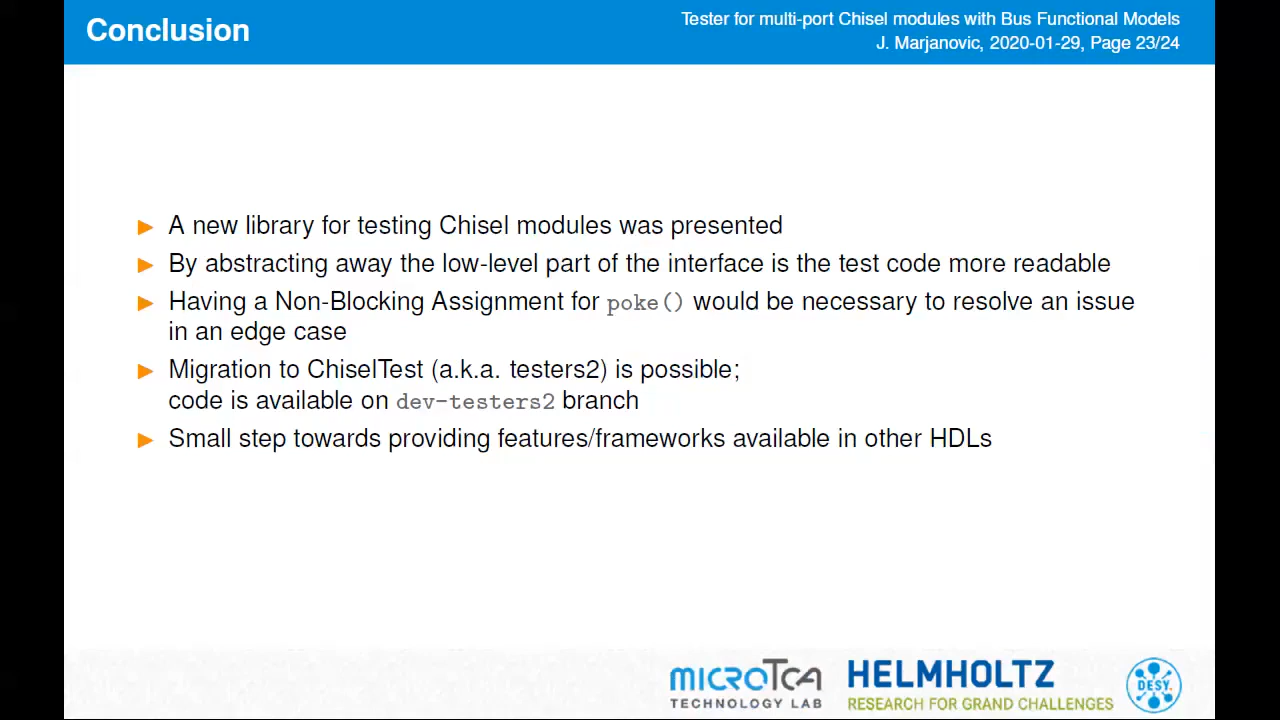 Conclusion
Tester for multi-port Chisel modules with Bus Functional Models
J. Marjanovic, 2020-01-29, Page 23/24
A new library for testing Chisel modules was presented
By abstracting away the low-level part of the interface is the test code more readable
Having a Non-Blocking Assignment for poke() would be necessary to resolve an issue
in an edge case
Migration to ChiselTest (a.k.a. testers2) is possible;
code is available on dev-testers2 branch
Small step towards providing features/frameworks available in other HDLs
MicroTCA
TECHNOLOGY LAB
HELMHOLTZ
RESEARCH FOR GRAND CHALLENGES
DESY.